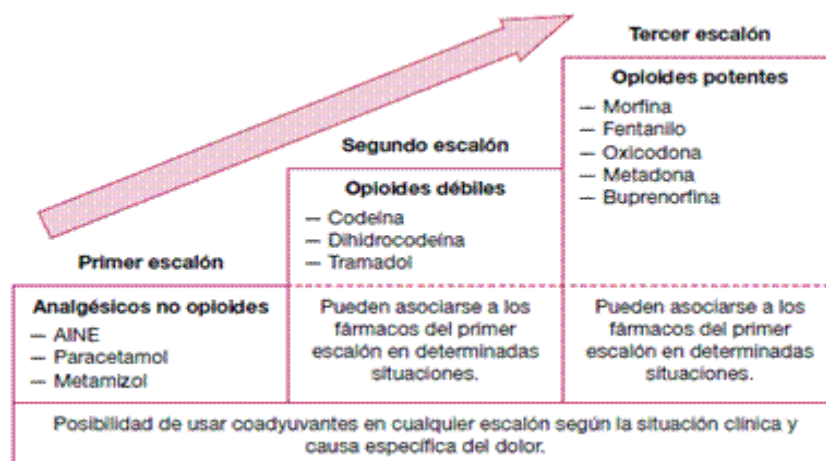 Tercer escalón
Opioides potentes
— Morfina
— Fentanilo
— Oxicodona
— Metadona
— Buprenorfina
Segundo escalón
Opioides débiles
— Codeína
— Dihidrocodeína
— Tramadol
Primer escalón
Analgésicos no opioides
— AINE
— Paracetamol
— Metamizol
Pueden asociarse a los
fármacos del primer
escalón en determinadas
situaciones.
Pueden asociarse a los
fármacos del primer
escalón en determinadas
situaciones.
Posibilidad de usar coadyuvantes en cualquier escalón según la situación clínica y
causa específica del dolor.